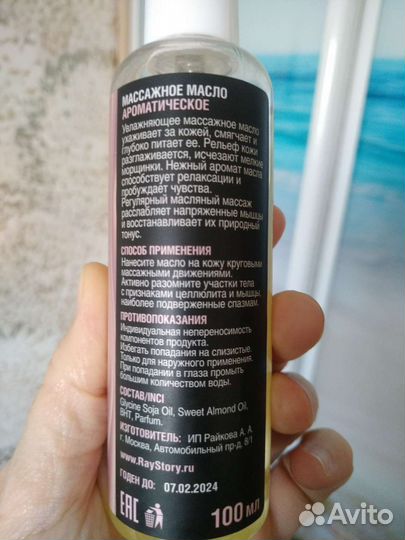 МАССАЖНОЕ МАСЛО
АРОМАТИЧЕСКОЕ
Увлажняющее массажное масло
ухаживает за кожей, смягчает и
глубоко питает ее. Рельеф кожи
разглаживается, исчезают мелкие
морщинки. Нежный аромат масла
способствует релаксации и
пробуждает чувства.
Регулярный масляный массаж
расслабляет напряженные мышцы
и восстанавливает их природный
тонус.
СПОСОБ ПРИМЕНЕНИЯ
Нанесите масло на кожу круговыми
массажными движениями.
Активно разомните участки тела
с признаками целлюлита и мышцы,
наиболее подверженные спазмам.
ПРОТИВОПОКАЗАНИЯ
Индивидуальная непереносимость
компонентов продукта.
Избегать попадания на слизистые.
Только для наружного применения.
При попадании в глаза промыть
большим количеством воды.
СОСТАВ/INCI
Glycine Soja Oil, Sweet Almond Oil,
BHT, Parfum.
ИЗГОТОВИТЕЛЬ: ИП Райкова А. А.
г. Москва, Автомобильный пр-д, 8/1
www.RayStory.ru
ГОДЕН ДО: 07.02.2024
EAC 100 МЛ
Avito